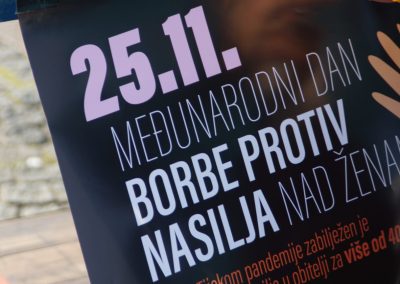 25.11.
MEĐUNARODNI DAN
BORBE PROTIV
NASILJA NAD ŽENA
Tijekom pandemije zabilježen je
u obitelji za više od 40